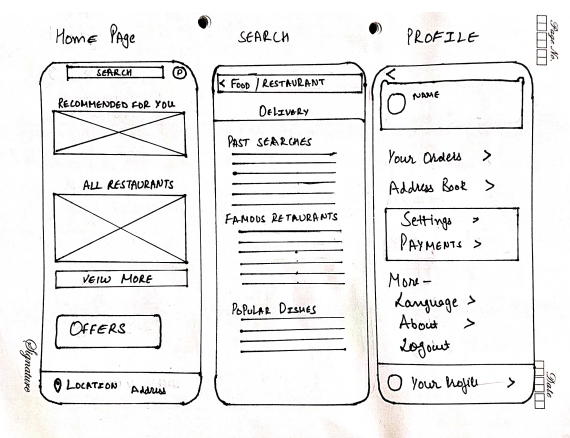 Home Page
SEARCH
PROFILE
Page No.
SEARCH P
RECOMMENDED FOR YOU
ALL RESTAURANTS
VEIW MORE
OFFERS
LOCATION Address
< FOOD / RESTAURANT
DELIVERY
PAST SEARCHES
FAMOUS RETAURANTS
POPULAR DISHES
<
NAME
Your Orders >
Address Book >
Settings >
PAYMENTS >
More -
Language >
About >
Logout
Your Profile >
Signature
Date